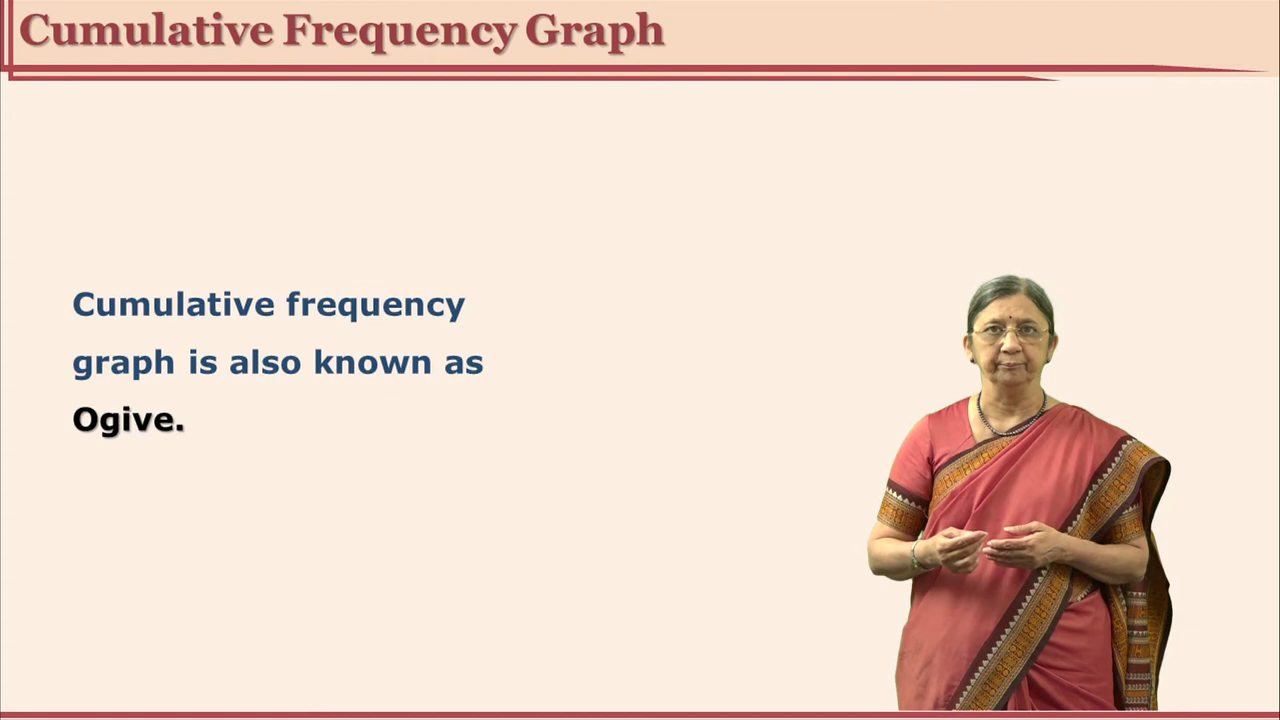 Cumulative Frequency Graph
Cumulative frequency
graph is also known as
Ogive.